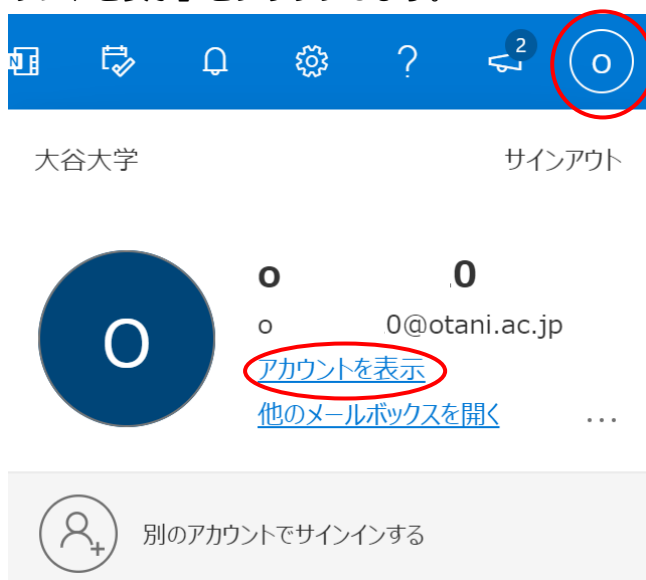 2
O
大谷大学
サインアウト
O
o .0
o .0@otani.ac.jp
アカウントを表示
他のメールボックスを開く
...
別のアカウントでサインインする